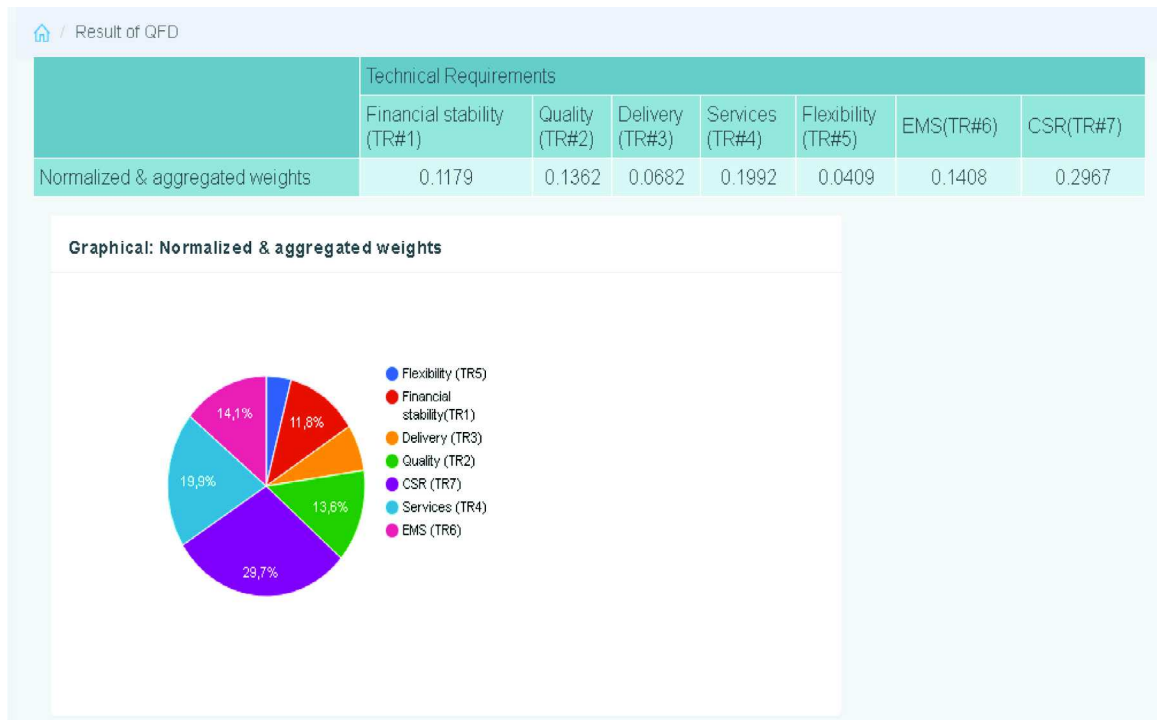 / Result of QFD
Technical Requirements
Financial stability (TR#1) Quality (TR#2) Delivery (TR#3) Services (TR#4) Flexibility (TR#5) EMS(TR#6) CSR(TR#7)
Normalized & aggregated weights 0.1179 0.1362 0.0682 0.1992 0.0409 0.1408 0.2967
Graphical: Normalized & aggregated weights
14,1%
11,8%
19,9%
13,6%
29,7%
Flexibility (TR5)
Financial
stability(TR1)
Delivery (TR3)
Quality (TR2)
CSR (TR7)
Services (TR4)
EMS (TR6)